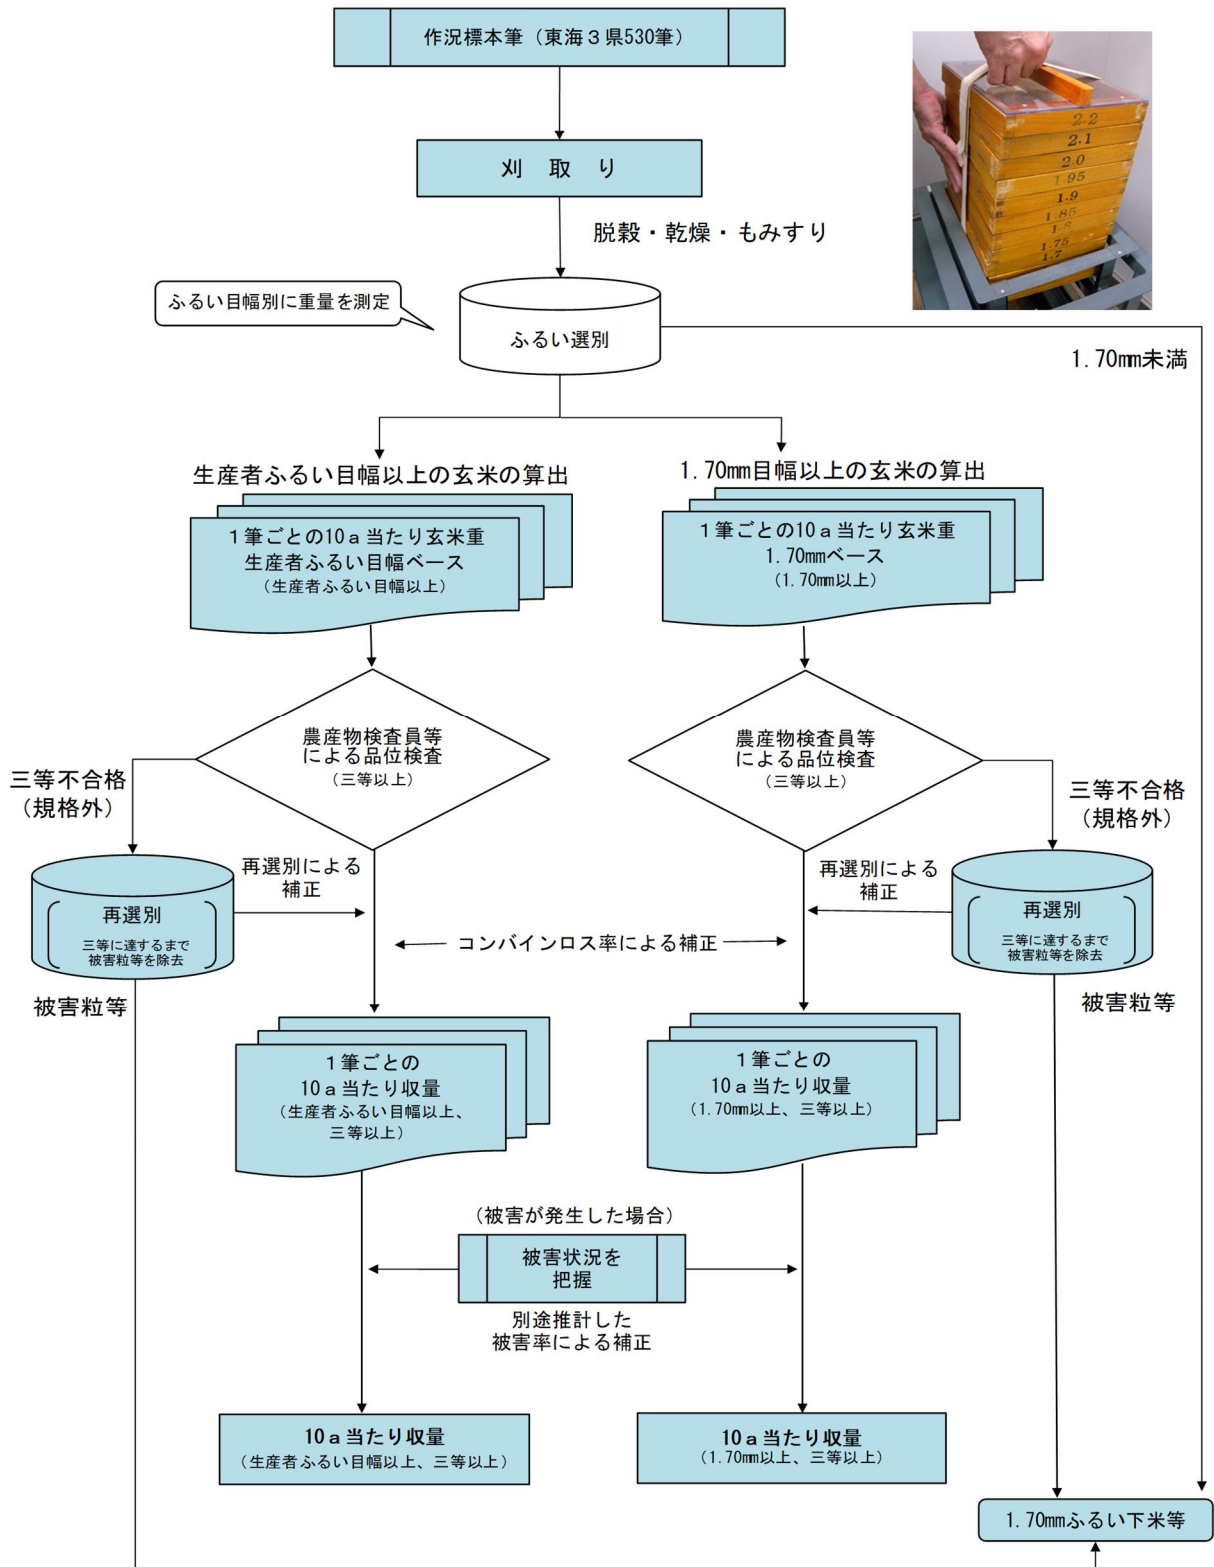 作況標本筆（東海３県530筆）
2.2
2.1
2.0
1.95
1.9
1.85
1.8
1.75
1.7
刈　取　り
脱穀・乾燥・もみすり
ふるい目幅別に重量を測定
ふるい選別
1.70㎜未満
生産者ふるい目幅以上の玄米の算出
1.70㎜目幅以上の玄米の算出
１筆ごとの10ａ当たり玄米重
生産者ふるい目幅ベース
（生産者ふるい目幅以上）
１筆ごとの10ａ当たり玄米重
1.70㎜ベース
（1.70㎜以上）
農産物検査員等
による品位検査
（三等以上）
農産物検査員等
による品位検査
（三等以上）
三等不合格
（規格外）
三等不合格
（規格外）
再選別による
補正
再選別による
補正
再選別
三等に達するまで
被害粒等を除去
再選別
三等に達するまで
被害粒等を除去
コンバインロス率による補正
被害粒等
被害粒等
１筆ごとの
10ａ当たり収量
（生産者ふるい目幅以上、
三等以上）
１筆ごとの
10ａ当たり収量
（1.70㎜以上、三等以上）
（被害が発生した場合）
被害状況を
把握
別途推計した
被害率による補正
10ａ当たり収量
（生産者ふるい目幅以上、三等以上）
10ａ当たり収量
（1.70㎜以上、三等以上）
1.70㎜ふるい下米等